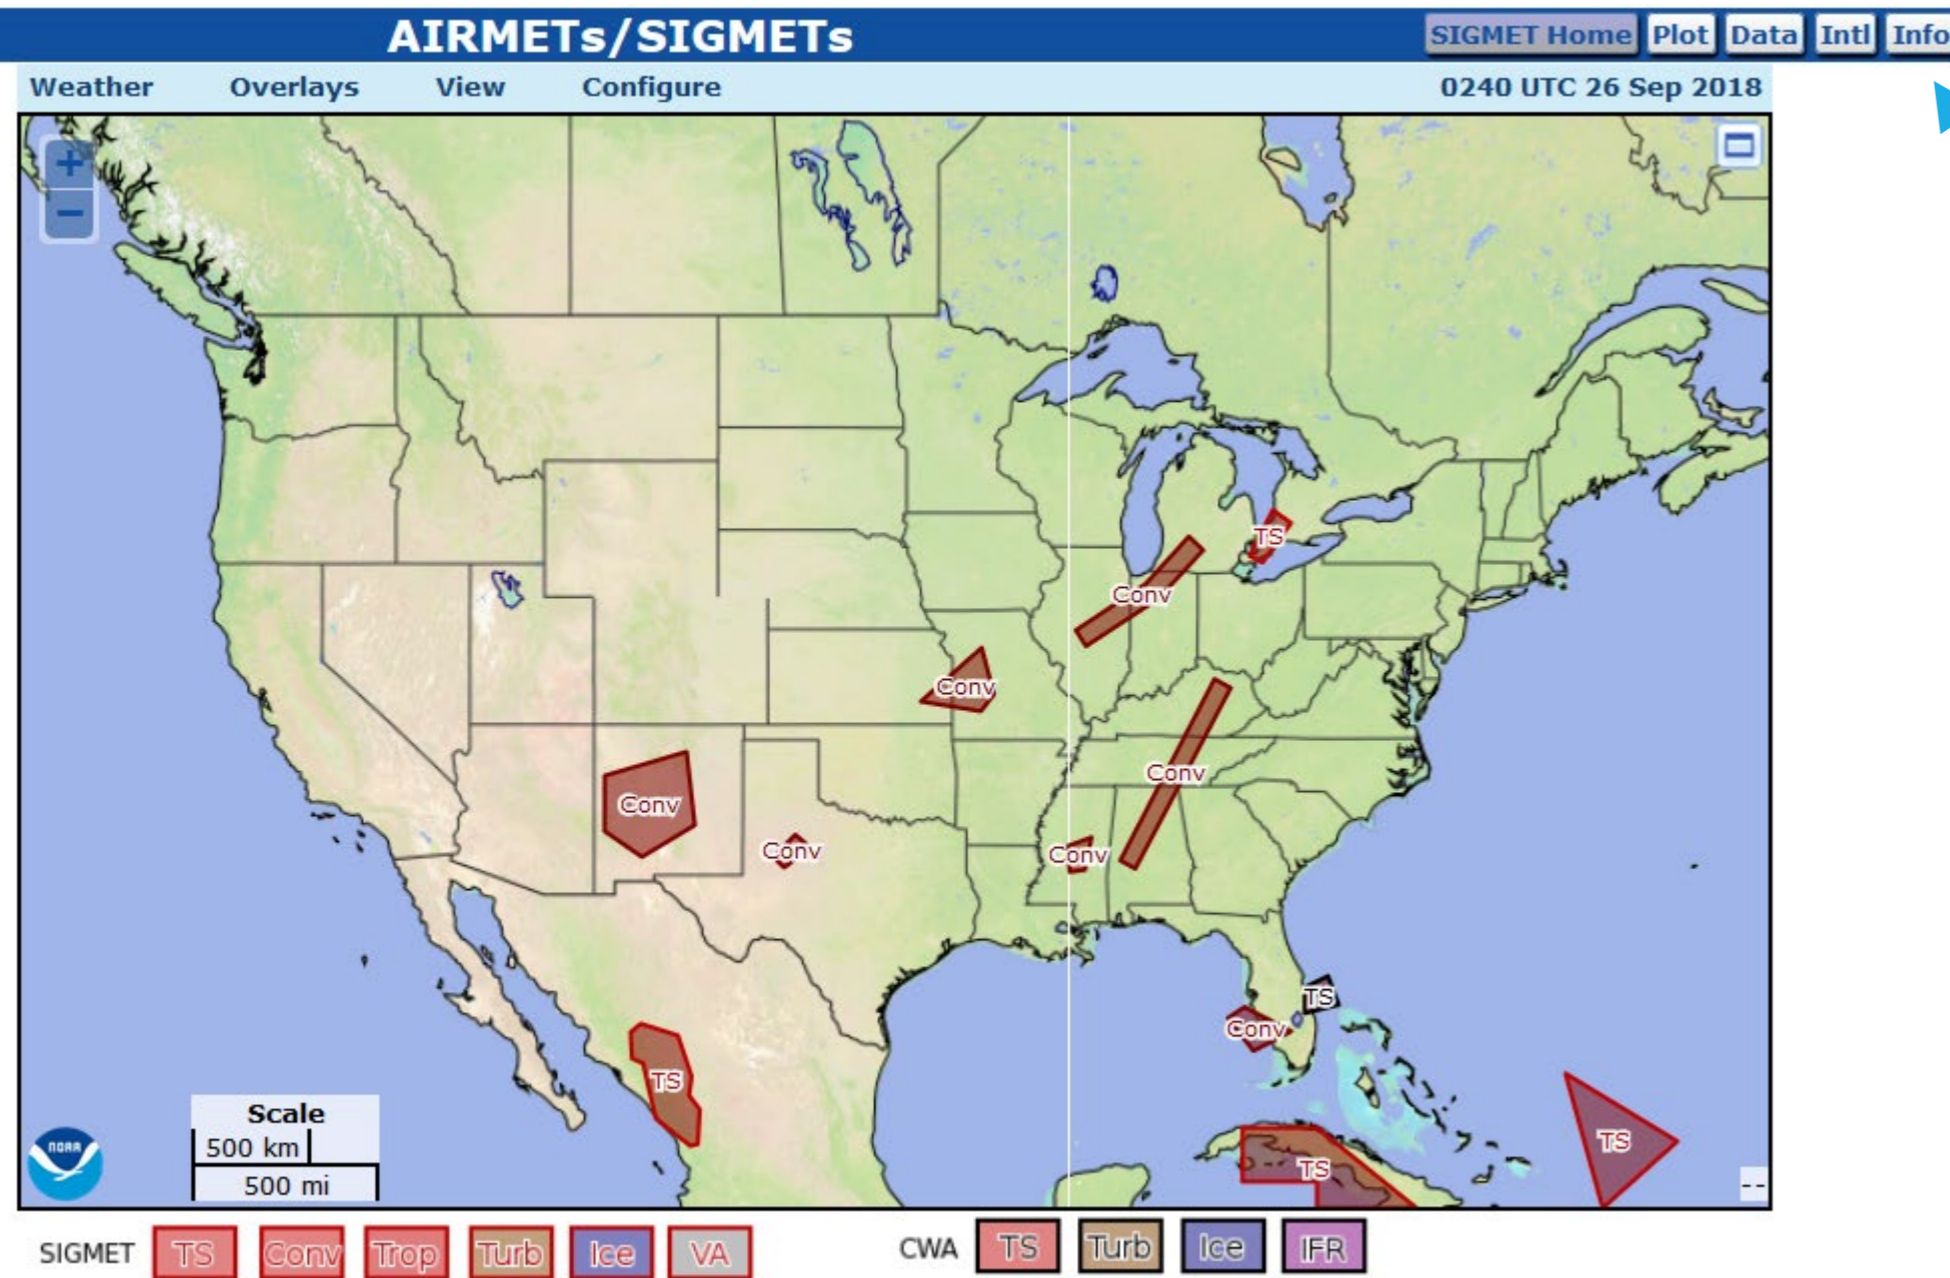 AIRMETs/SIGMETs
SIGMET Home Plot Data Intl Info
Weather Overlays View Configure 0240 UTC 26 Sep 2018
+
−
TS
Conv
Conv
Conv
Conv
Conv
Conv
TS
Conv
TS
TS
TS
Scale
500 km
500 mi
NOAA
--
SIGMET TS Conv Trop Turb Ice VA
CWA TS Turb Ice IFR